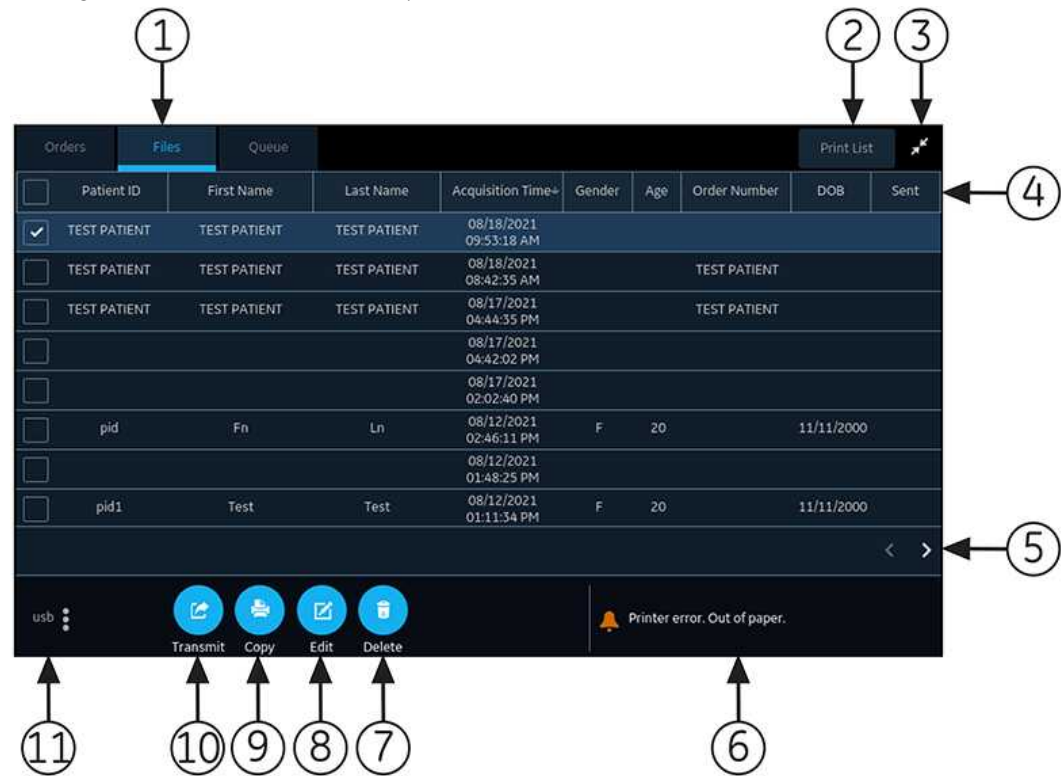 1 2 3
Orders Files Queue Print List
Patient ID First Name Last Name Acquisition Time Gender Age Order Number DOB Sent
4
TEST PATIENT TEST PATIENT TEST PATIENT 08/18/2021
09:53:18 AM
TEST PATIENT TEST PATIENT TEST PATIENT 08/18/2021 TEST PATIENT
08:42:35 AM
TEST PATIENT TEST PATIENT TEST PATIENT 08/17/2021 TEST PATIENT
04:44:35 PM
08/17/2021
04:42:02 PM
08/17/2021
02:02:40 PM
pid Fn Ln 08/12/2021 F 20 11/11/2000
02:46:11 PM
08/12/2021
01:48:25 PM
pid1 Test Test 08/12/2021 F 20 11/11/2000
01:11:34 PM
5
usb Printer error. Out of paper.
Transmit Copy Edit Delete
11 10 9 8 7 6